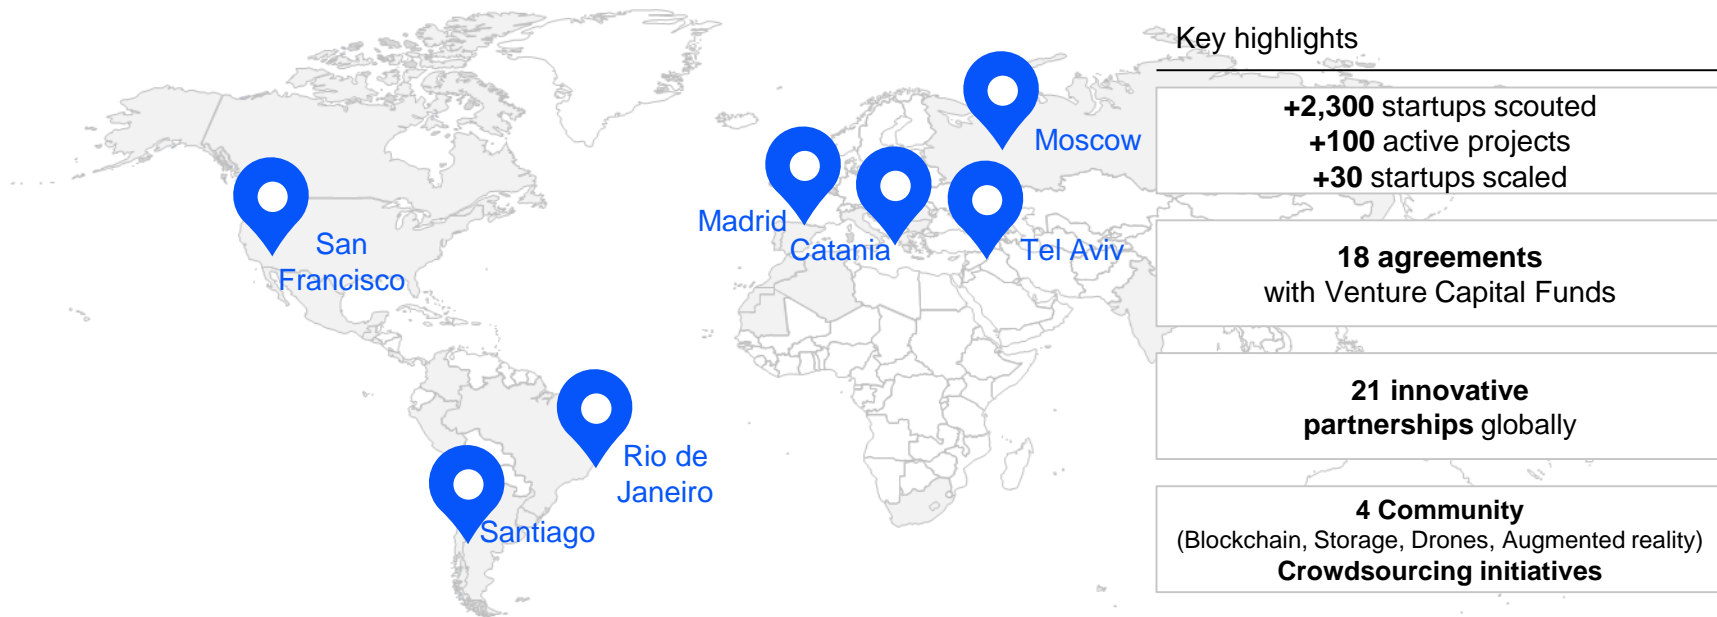 Key highlights
+2,300 startups scouted
+100 active projects
+30 startups scaled
18 agreements
with Venture Capital Funds
21 innovative
partnerships globally
4 Community
(Blockchain, Storage, Drones, Augmented reality)
Crowdsourcing initiatives
Moscow
Madrid
Catania
Tel Aviv
San
Francisco
Rio de
Janeiro
Santiago